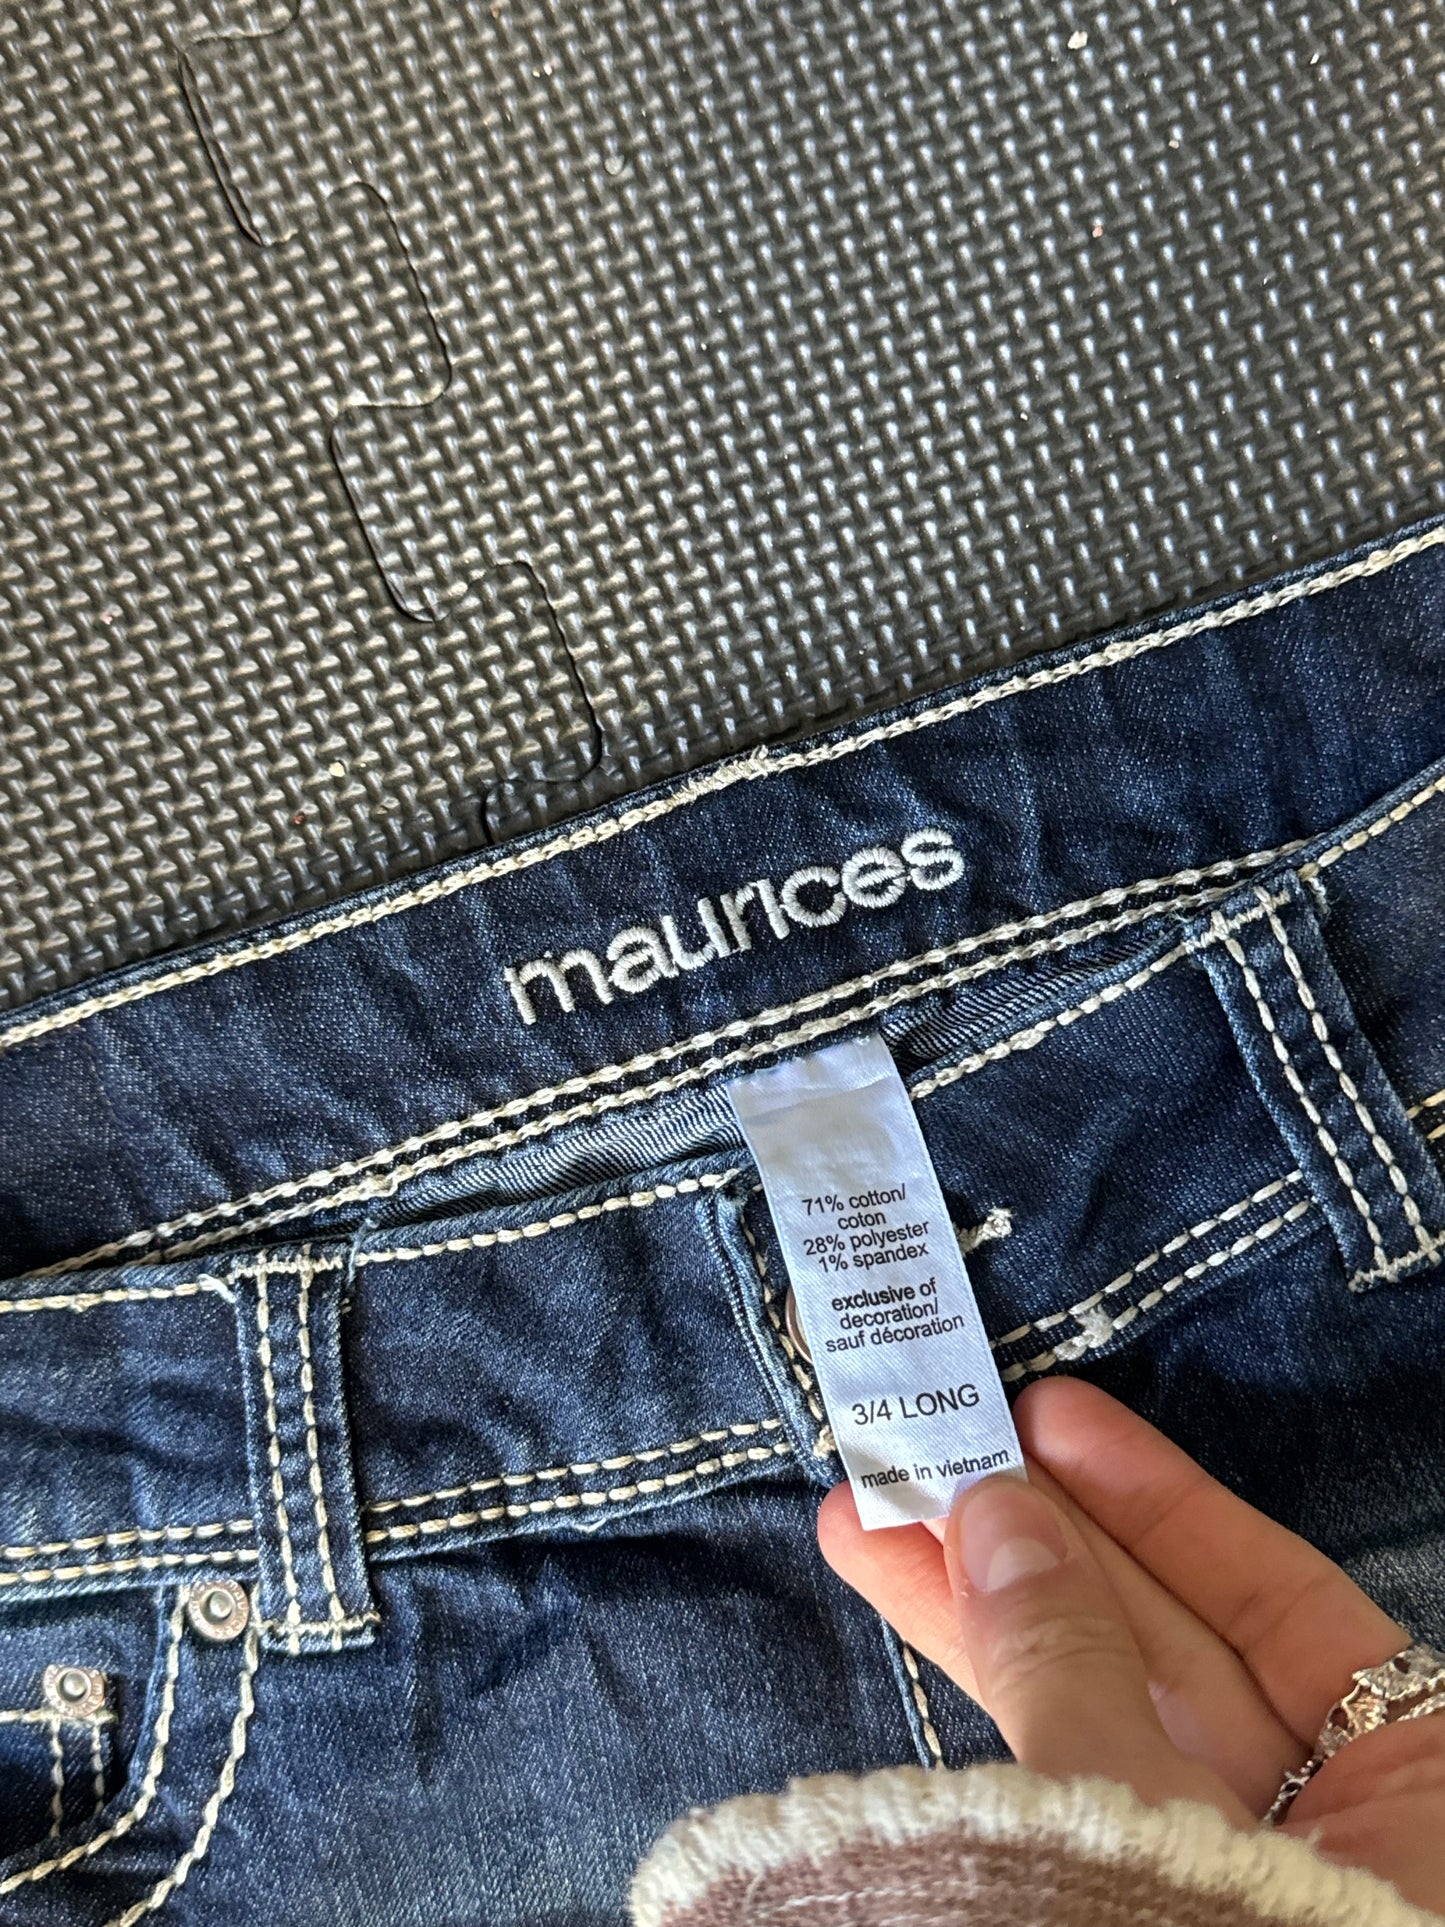 maurices
71% cotton/
coton
28% polyester
1% spandex
exclusive of
decoration/
sauf décoration
3/4 LONG
made in vietnam